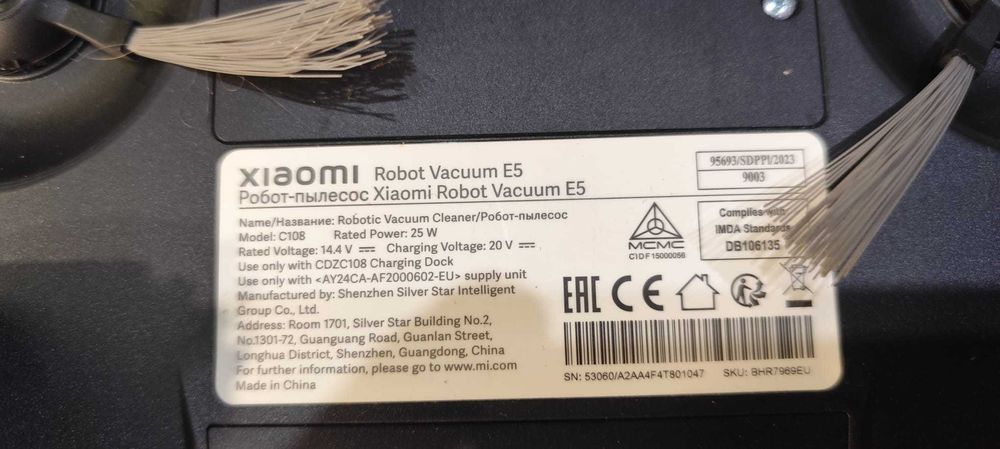 xiaomi Robot Vacuum E5
Робот-пылесос Xiaomi Robot Vacuum E5
Name/Название: Robotic Vacuum Cleaner/Робот-пылесос
Model: C108 Rated Power: 25 W
Rated Voltage: 14.4 V Charging Voltage: 20 V
Use only with CDZC108 Charging Dock
Use only with <AY24CA-AF2000602-EU> supply unit
Manufactured by: Shenzhen Silver Star Intelligent
Group Co., Ltd.
Address: Room 1701, Silver Star Building No.2,
No.1301-72, Guanguang Road, Guanlan Street,
Longhua District, Shenzhen, Guangdong, China
For further information, please go to www.mi.com
Made in China
95693/SDPPI/2023
9003
MCMC
CIDF15000056
Complies with
IMDA Standards
DB106135
EAC CE
SN: 53060/A2AA4F4T801047 SKU: BHR7969EU